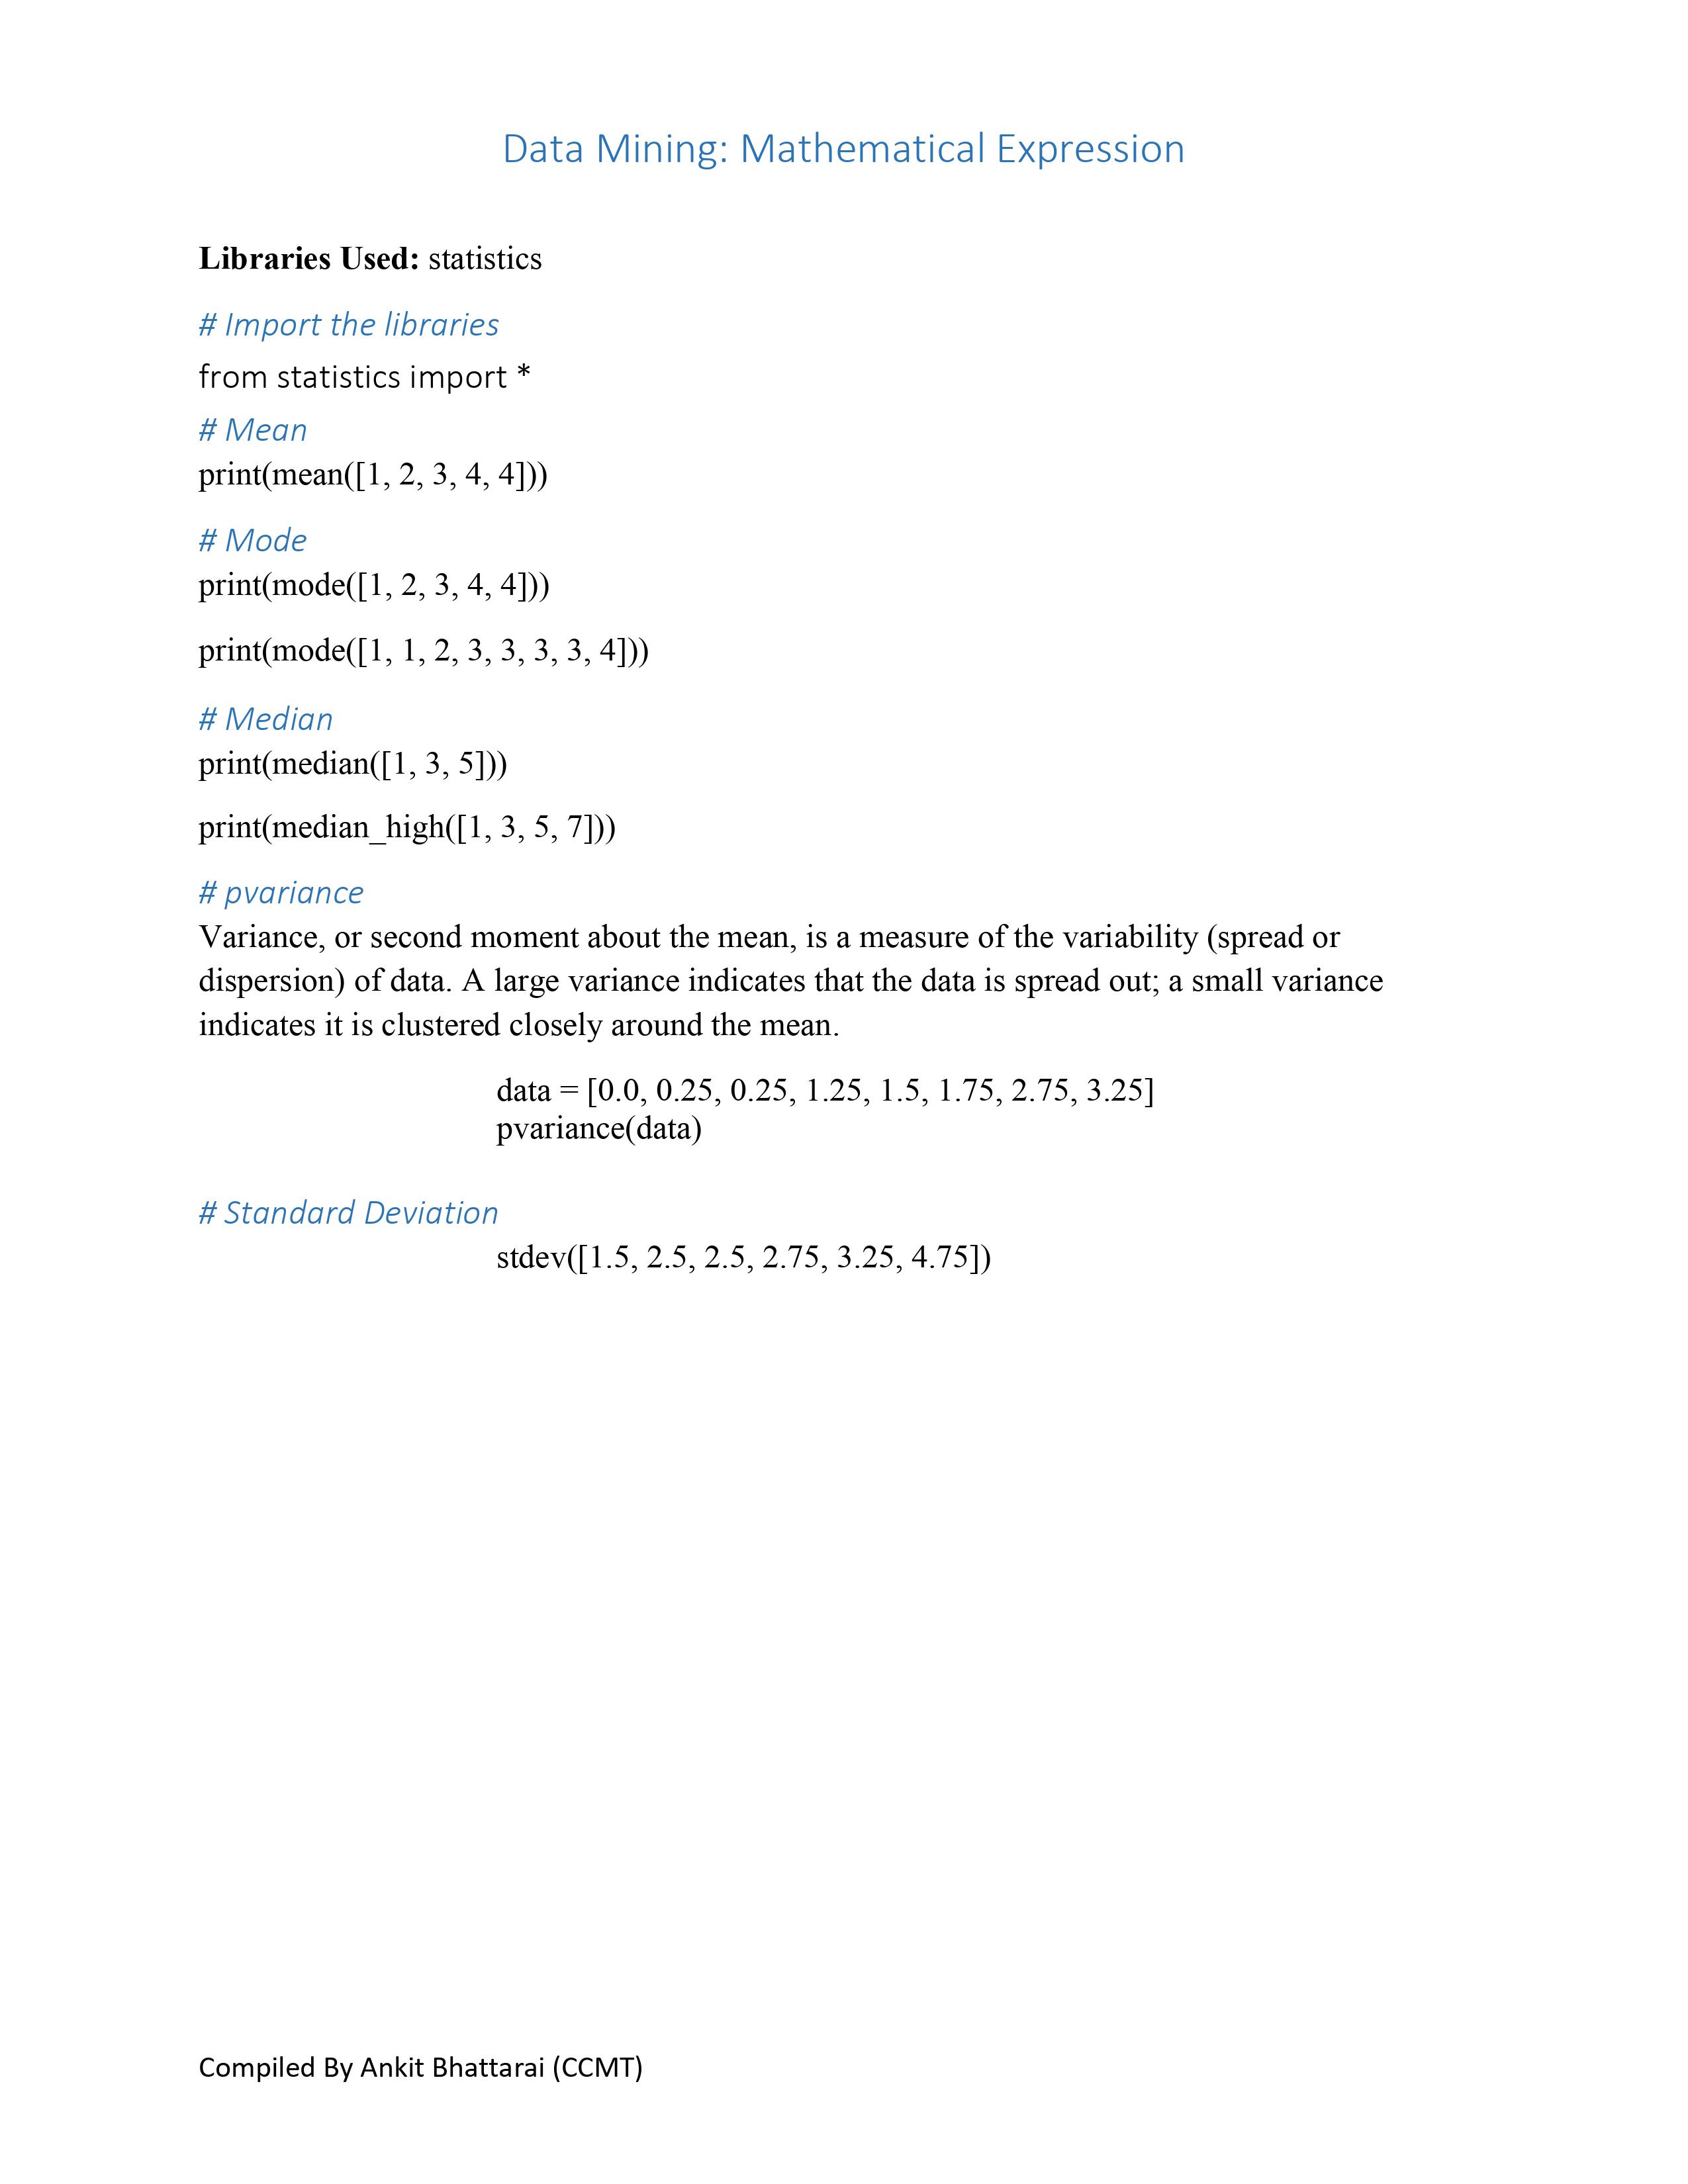 Data Mining: Mathematical Expression
Libraries Used: statistics
# Import the libraries
from statistics import *
# Mean
print(mean([1, 2, 3, 4, 4]))
# Mode
print(mode([1, 2, 3, 4, 4]))
print(mode([1, 1, 2, 3, 3, 3, 3, 4]))
# Median
print(median([1, 3, 5]))
print(median_high([1, 3, 5, 7]))
# pvariance
Variance, or second moment about the mean, is a measure of the variability (spread or
dispersion) of data. A large variance indicates that the data is spread out; a small variance
indicates it is clustered closely around the mean.
data = [0.0, 0.25, 0.25, 1.25, 1.5, 1.75, 2.75, 3.25]
pvariance(data)
# Standard Deviation
stdev([1.5, 2.5, 2.5, 2.75, 3.25, 4.75])
Compiled By Ankit Bhattarai (CCMT)